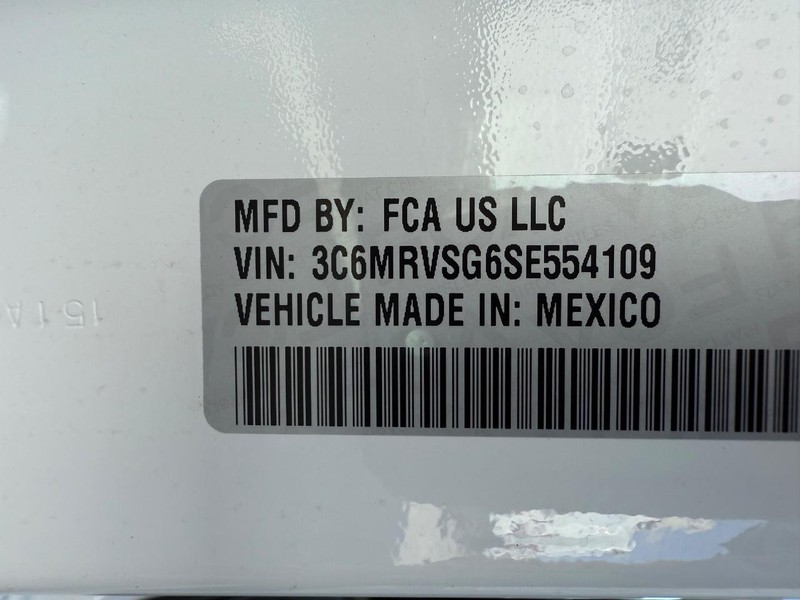 MFD BY: FCA US LLC
VIN: 3C6MRVSG6SE554109
VEHICLE MADE IN: MEXICO